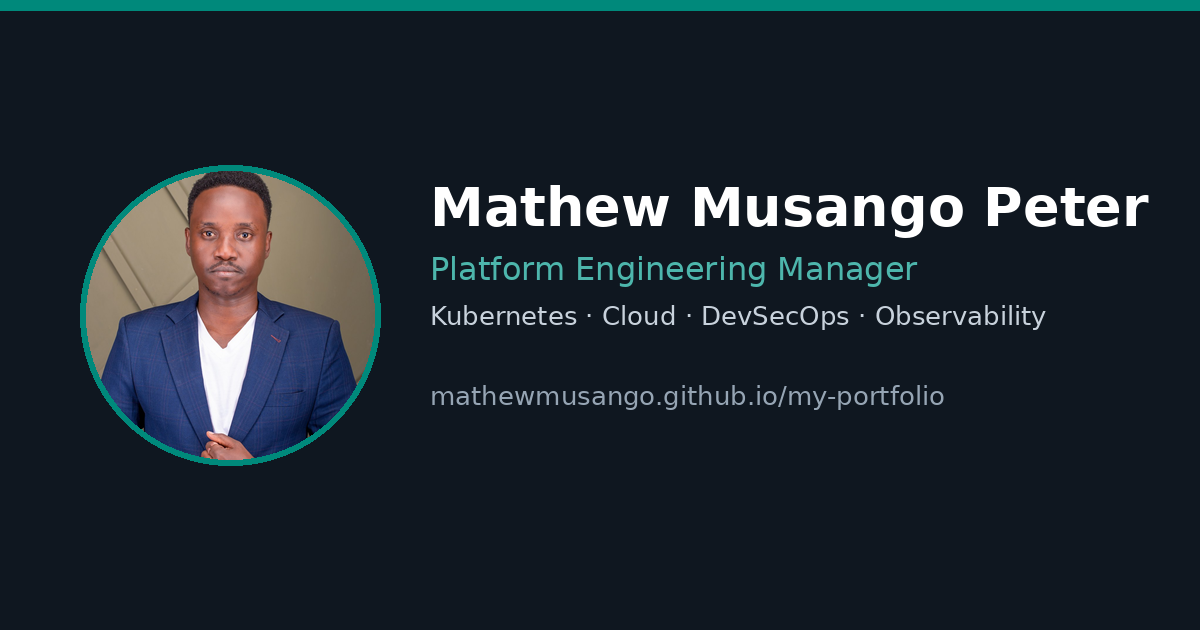 Mathew Musango Peter
Platform Engineering Manager
Kubernetes · Cloud · DevSecOps · Observability
mathewmusango.github.io/my-portfolio